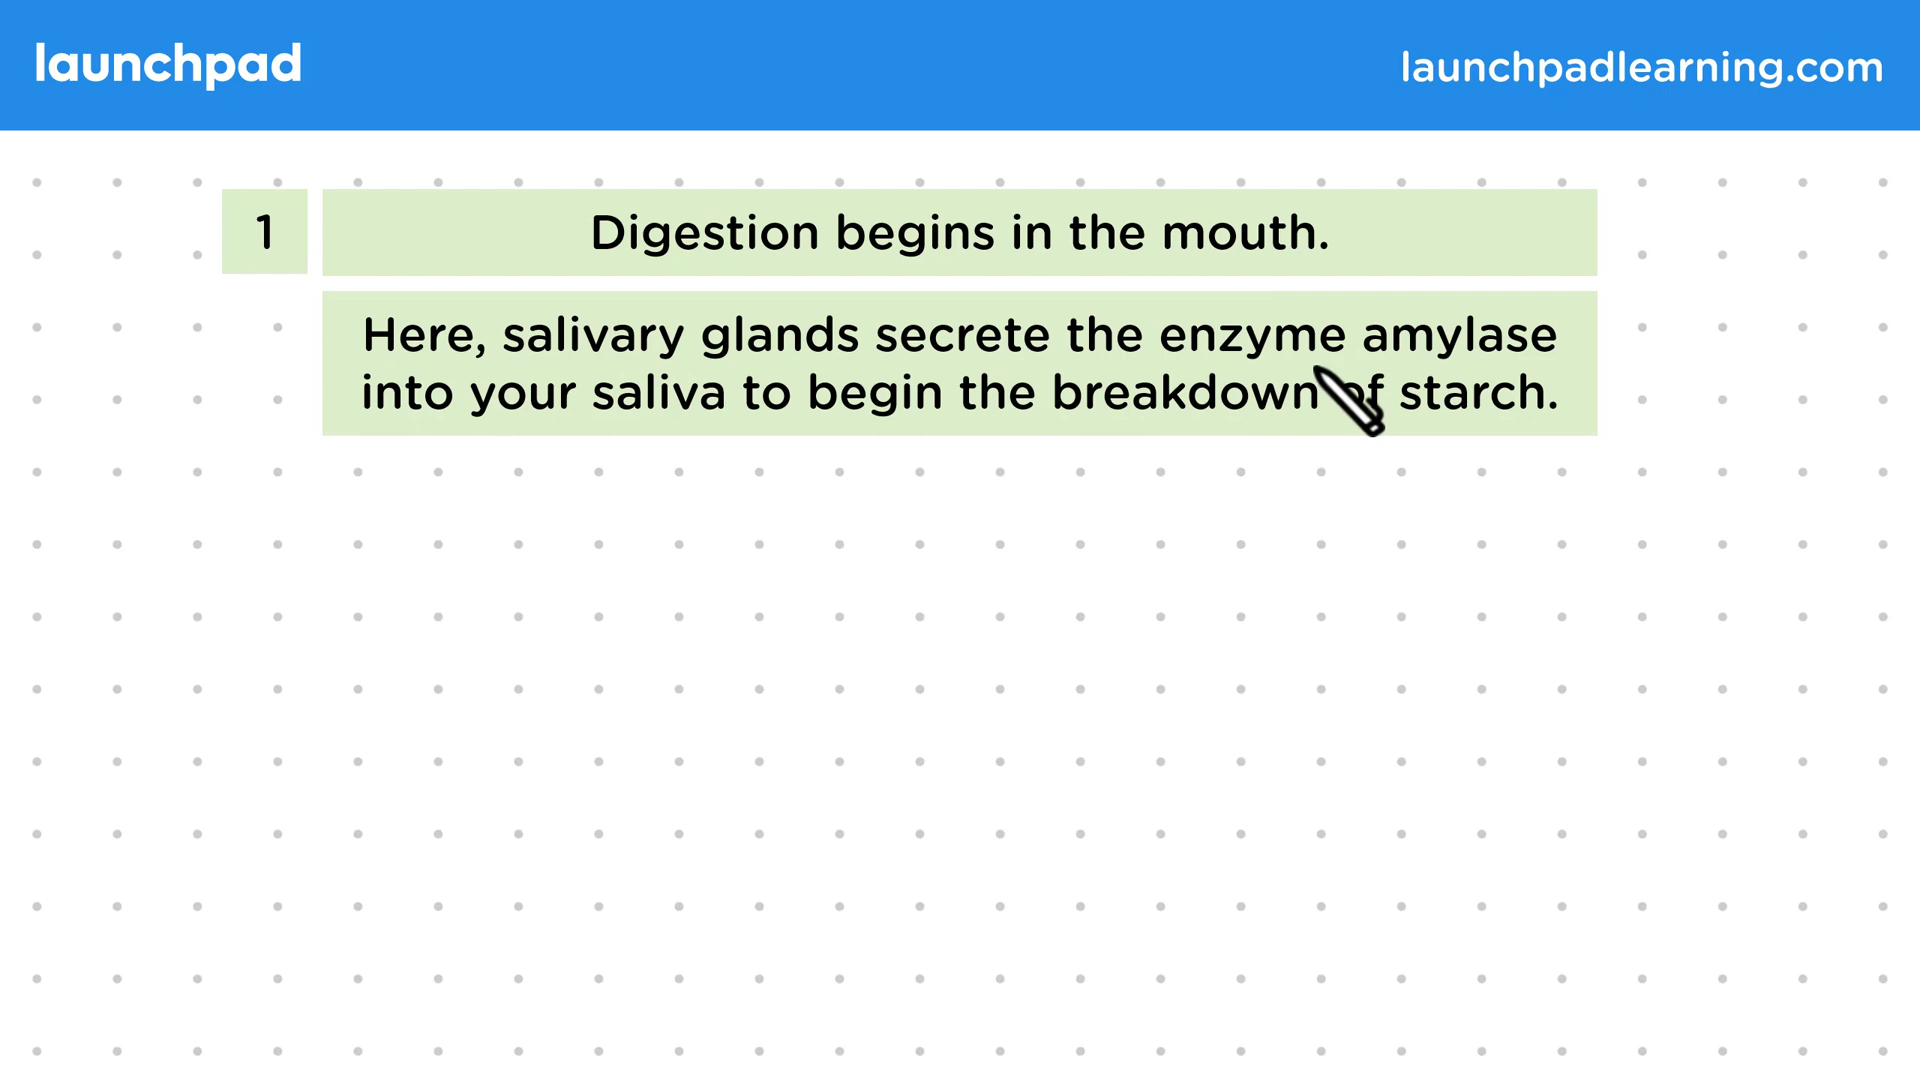 launchpad
launchpadlearning.com
1
Digestion begins in the mouth.
Here, salivary glands secrete the enzyme amylase
into your saliva to begin the breakdown of starch.